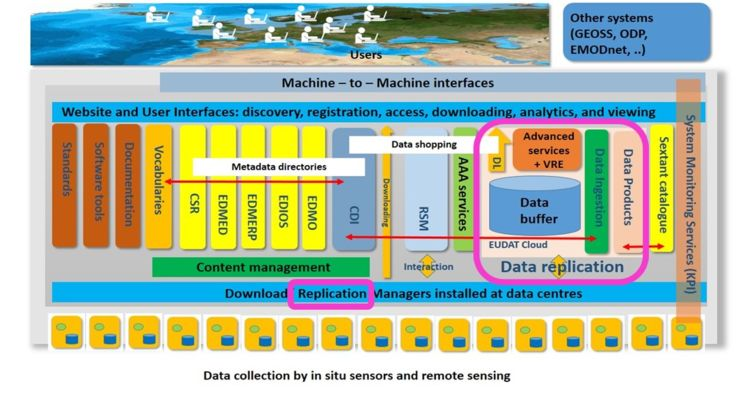 Other systems
(GEOSS, ODP,
EMODnet, ..)
Users
Machine – to – Machine interfaces
Website and User Interfaces: discovery, registration, access, downloading, analytics, and viewing
Standards
Software tools
Documentation
Vocabularies
CSR
EDMED
EDMERP
EDIOS
EDMO
CDI
Metadata directories
Downloading
Data shopping
RSM
AAA services
DL
Advanced
services
+ VRE
Data
buffer
Data Ingestion
Data Products
Sextant catalogue
System Monitoring Services (KPI)
EUDAT Cloud
Content management
Interaction
Data replication
Download Replication Managers installed at data centres
Data collection by in situ sensors and remote sensing